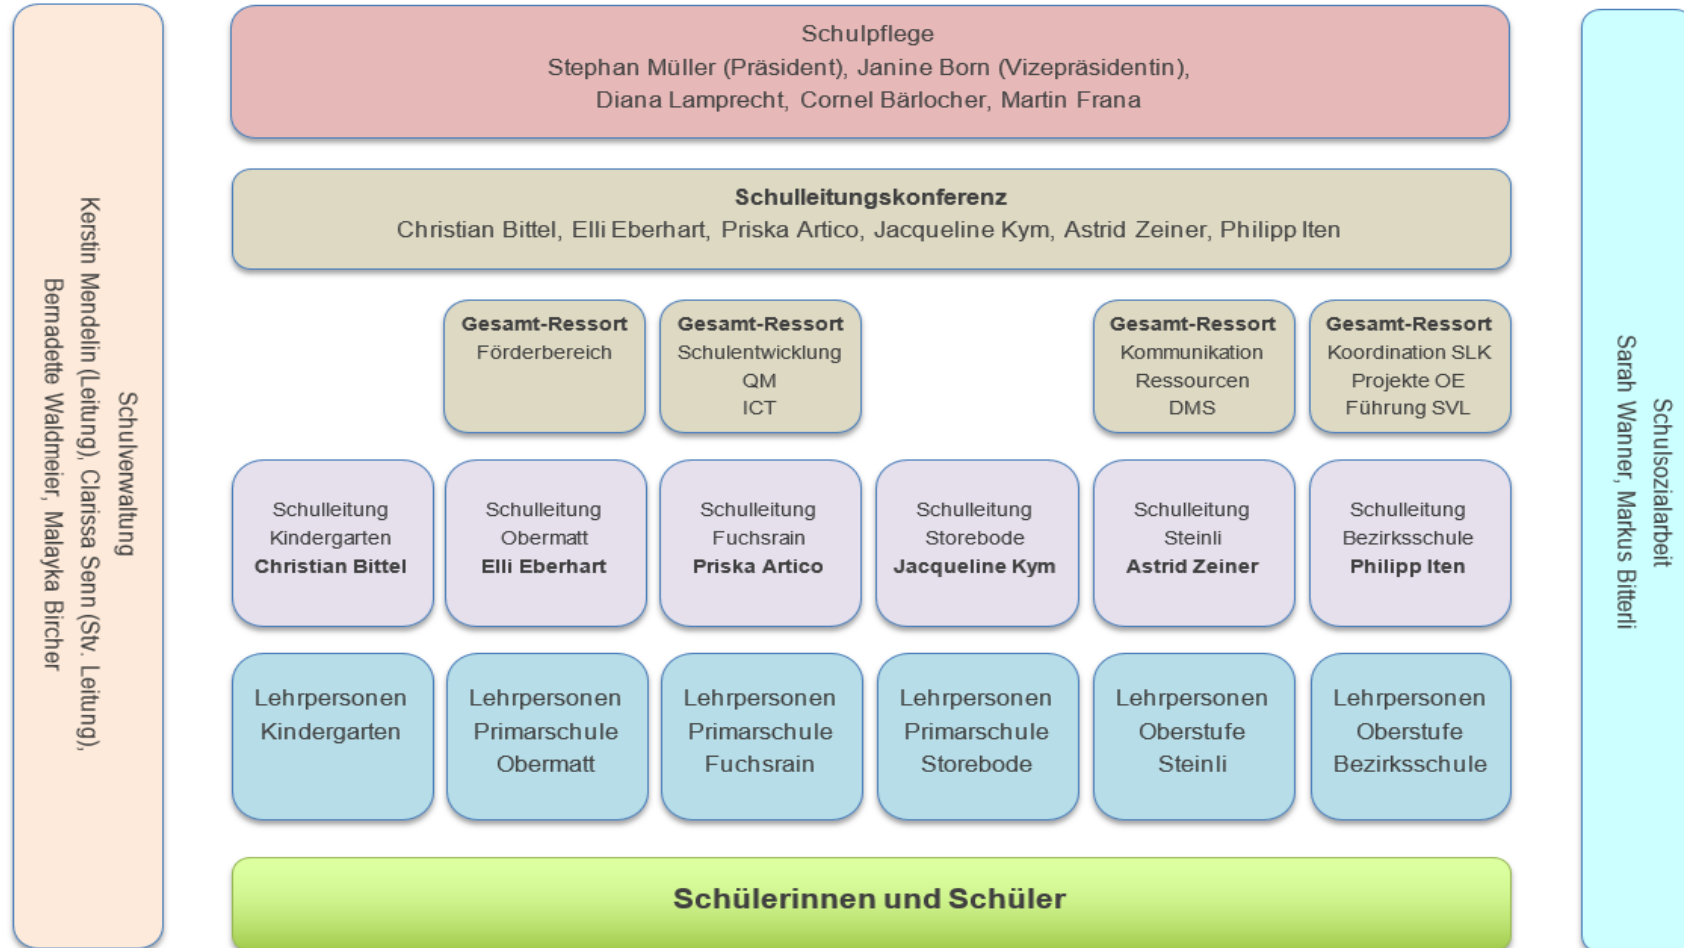 Schulverwaltung
Kerstin Mendelin (Leitung), Clarissa Senn (Stv. Leitung),
Bernadette Waldmeier, Malayka Bircher
Schulpflege
Stephan Müller (Präsident), Janine Born (Vizepräsidentin),
Diana Lamprecht, Cornel Bärlocher, Martin Frana
Schulleitungskonferenz
Christian Bittel, Elli Eberhart, Priska Artico, Jacqueline Kym, Astrid Zeiner, Philipp Iten
Gesamt-Ressort
Förderbereich
Gesamt-Ressort
Schulentwicklung
QM
ICT
Gesamt-Ressort
Kommunikation
Ressourcen
DMS
Gesamt-Ressort
Koordination SLK
Projekte OE
Führung SVL
Schulleitung
Kindergarten
Christian Bittel
Schulleitung
Obermatt
Elli Eberhart
Schulleitung
Fuchsrain
Priska Artico
Schulleitung
Storebode
Jacqueline Kym
Schulleitung
Steinli
Astrid Zeiner
Schulleitung
Bezirksschule
Philipp Iten
Lehrpersonen
Kindergarten
Lehrpersonen
Primarschule
Obermatt
Lehrpersonen
Primarschule
Fuchsrain
Lehrpersonen
Primarschule
Storebode
Lehrpersonen
Oberstufe
Steinli
Lehrpersonen
Oberstufe
Bezirksschule
Schülerinnen und Schüler
Schulsozialarbeit
Sarah Wanner, Markus Bitterli